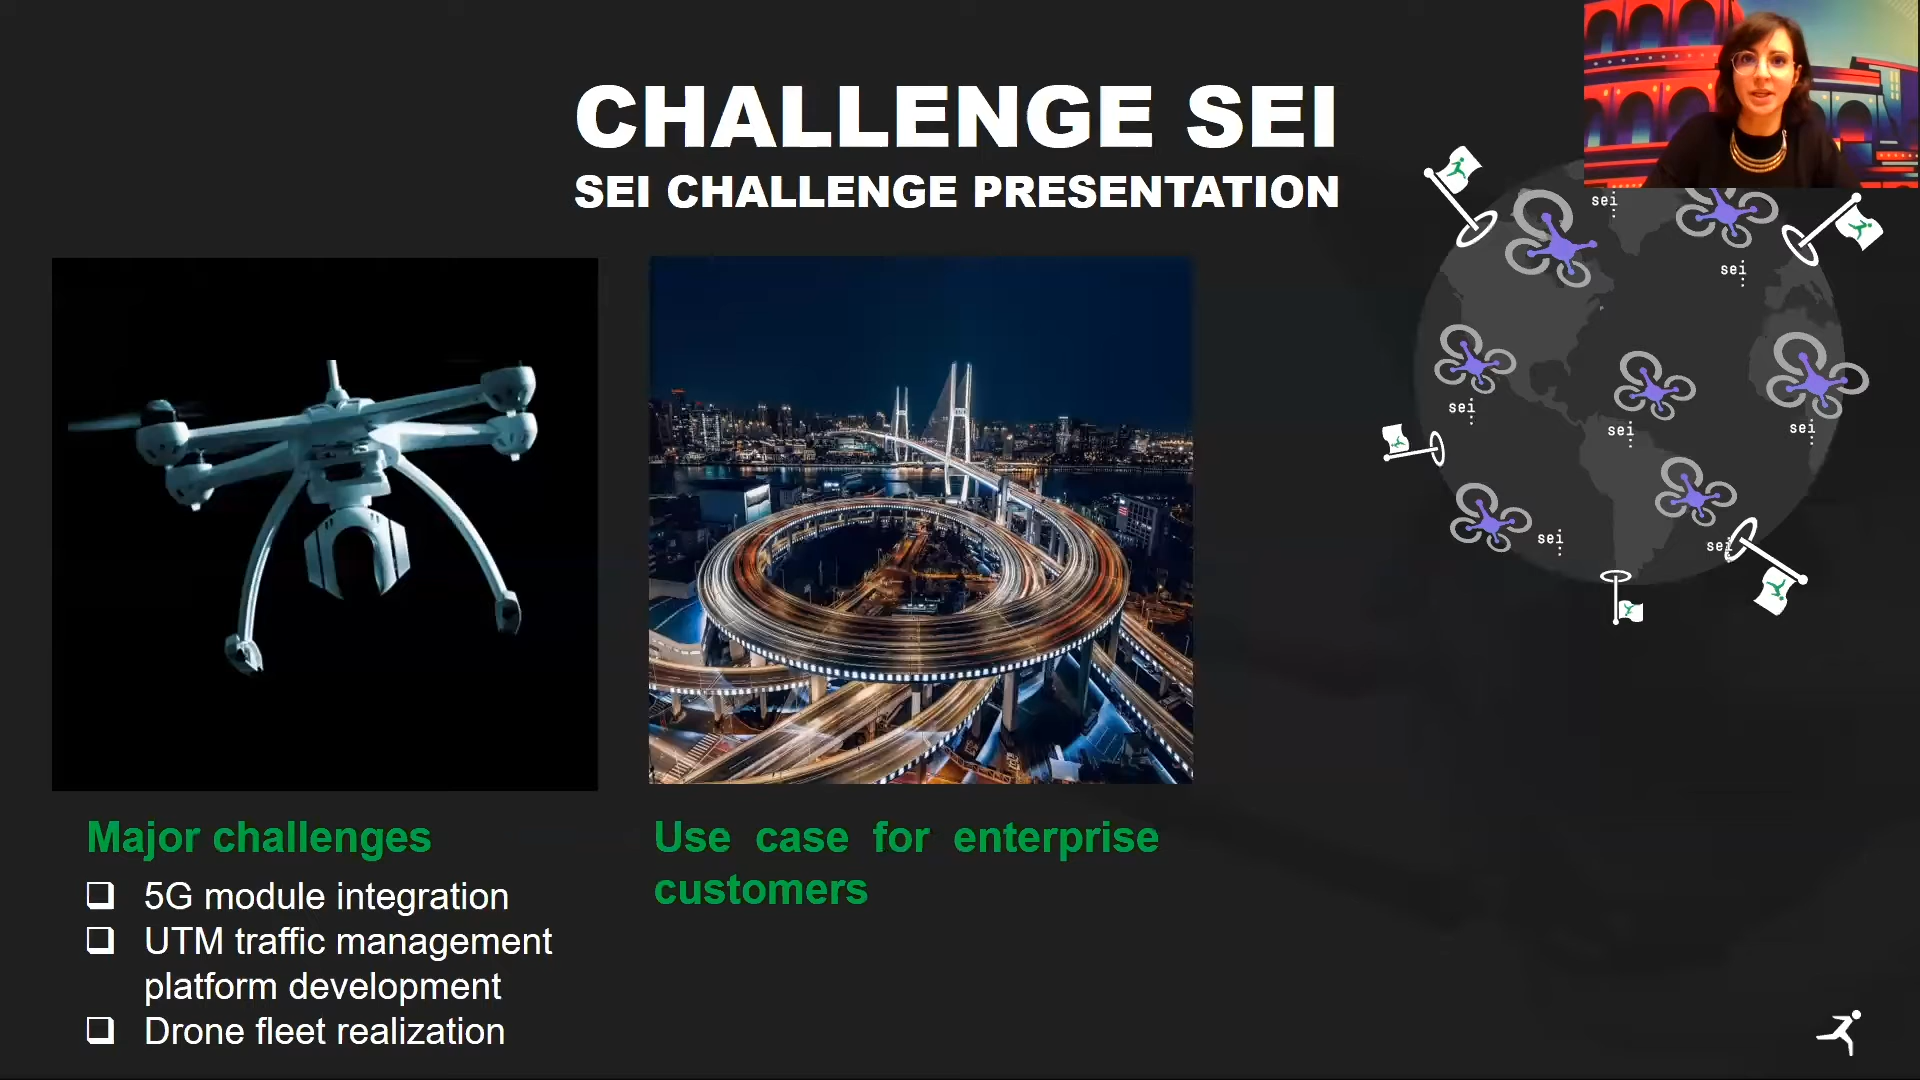 CHALLENGE SEI
SEI CHALLENGE PRESENTATION
sei
sei
sei
sei
sei
sei
sei
Major challenges
❑ 5G module integration
❑ UTM traffic management
platform development
❑ Drone fleet realization
Use case for enterprise
customers